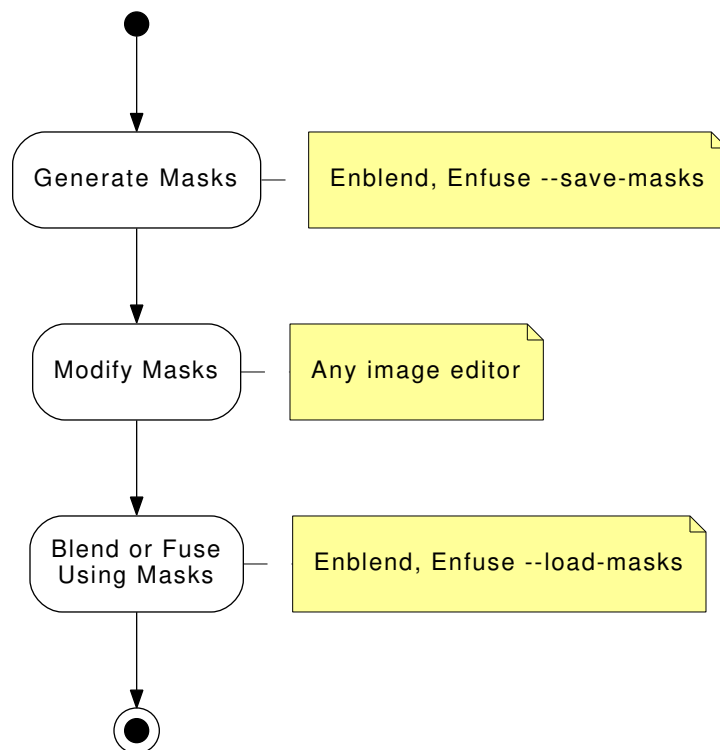 Generate Masks
Enblend, Enfuse --save-masks
Modify Masks
Any image editor
Blend or Fuse
Using Masks
Enblend, Enfuse --load-masks